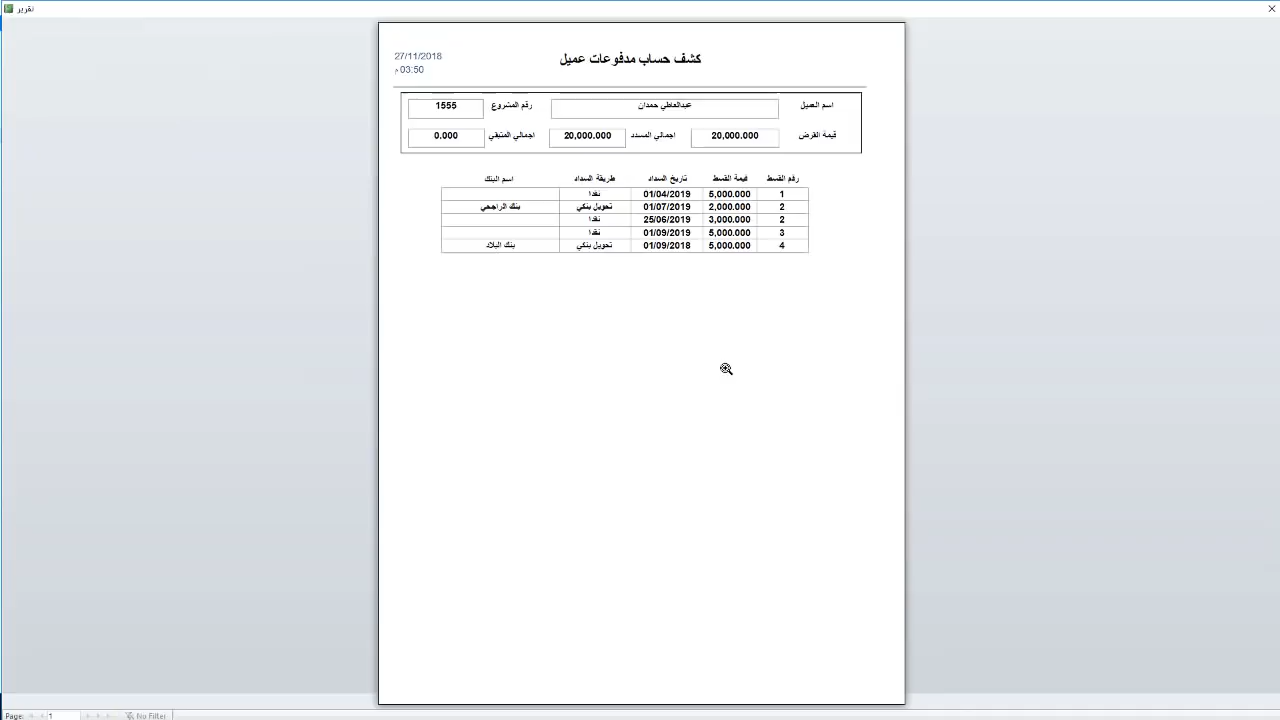 تقرير
كشف حساب مدفوعات عميل
27/11/2018
03:50 م
اسم العميل عبدالعاطي حمدان رقم المشروع 1555
قيمة القرض 20,000.000 اجمالي المسدد 20,000.000 اجمالي المتبقي 0.000
رقم القسط قيمة القسط تاريخ السداد طريقة السداد اسم البنك
1 5,000.000 01/04/2019 نقدا
2 2,000.000 01/07/2019 تحويل بنكي بنك الراجحي
2 3,000.000 25/06/2019 نقدا
3 5,000.000 01/09/2019 نقدا
4 5,000.000 01/09/2018 تحويل بنكي بنك البلاد
Page: 1 No Filter